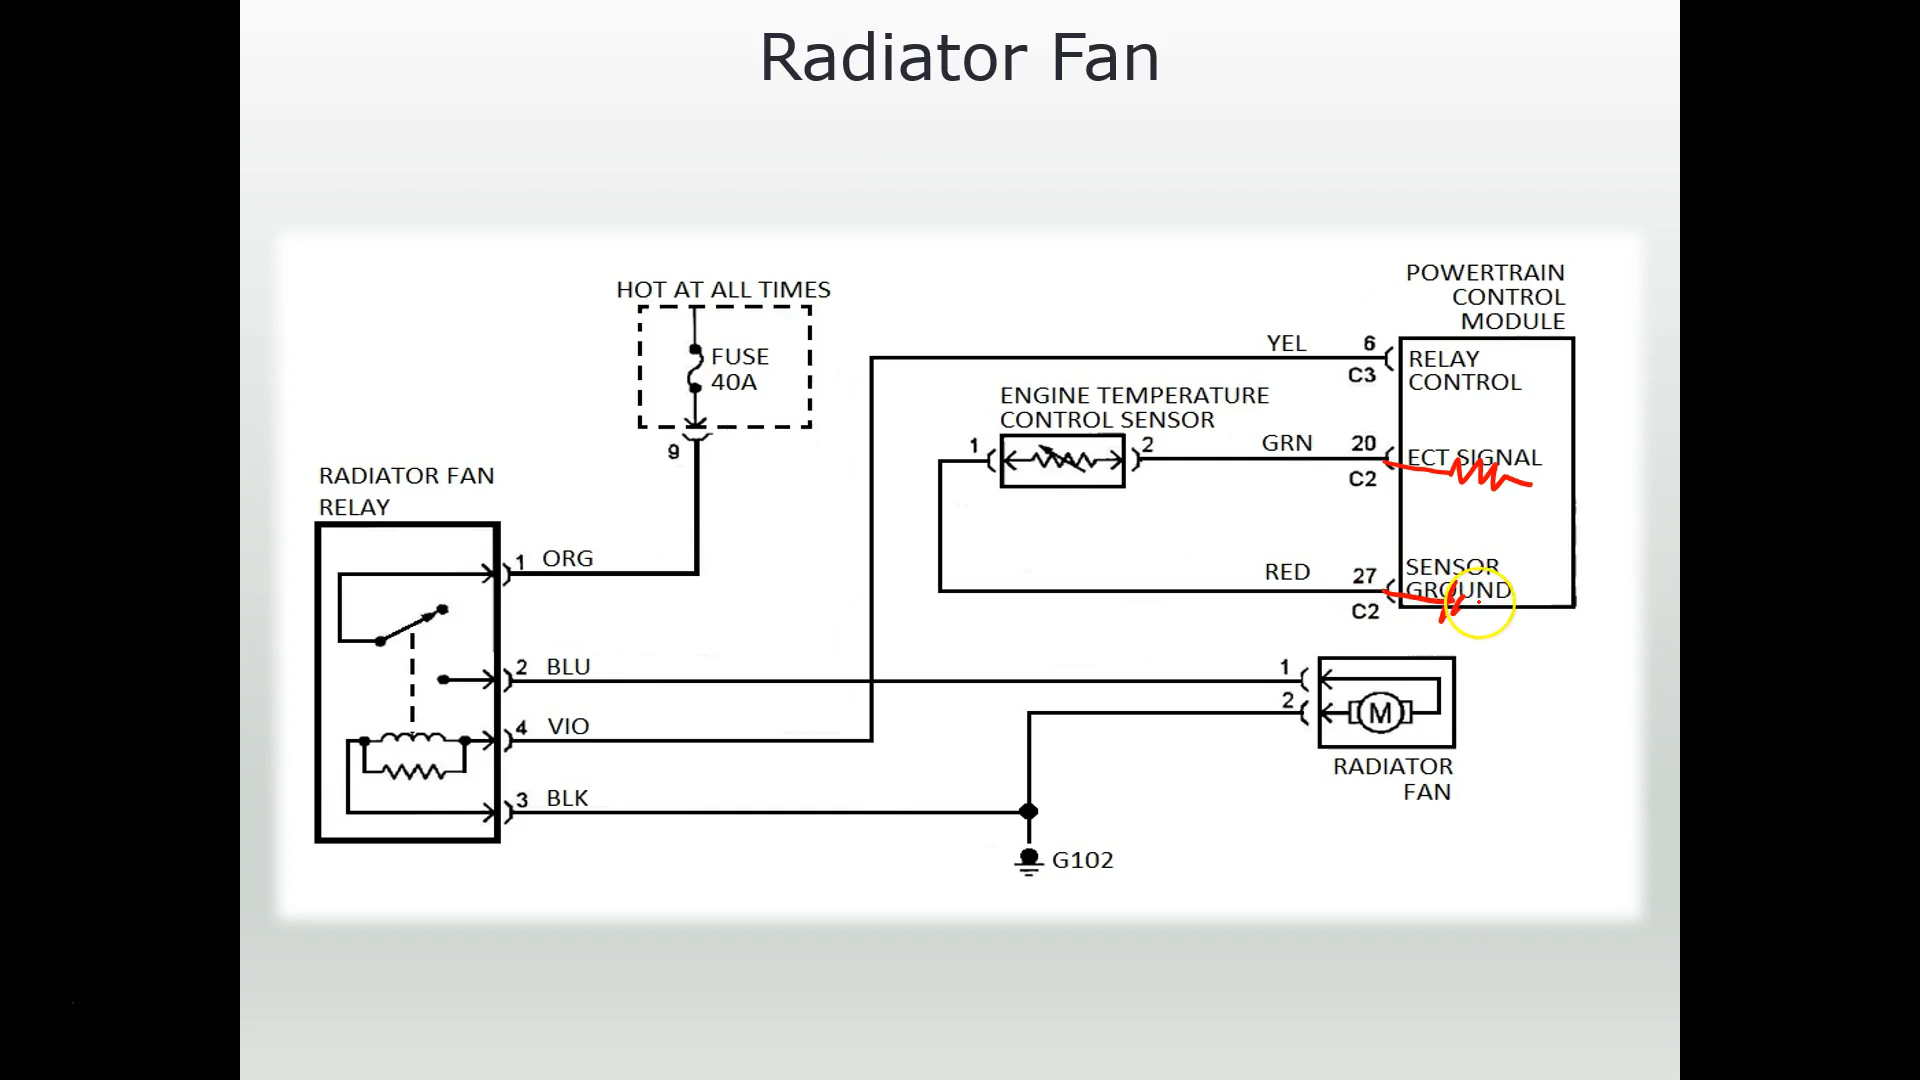 Radiator Fan
HOT AT ALL TIMES
FUSE
40A
9
POWERTRAIN
CONTROL
MODULE
YEL 6
C3
RELAY
CONTROL
ENGINE TEMPERATURE
CONTROL SENSOR
1
2
GRN 20
C2
ECT SIGNAL
RED 27
C2
SENSOR
GROUND
RADIATOR FAN
RELAY
1 ORG
2 BLU
4 VIO
3 BLK
1
2
M
RADIATOR
FAN
G102